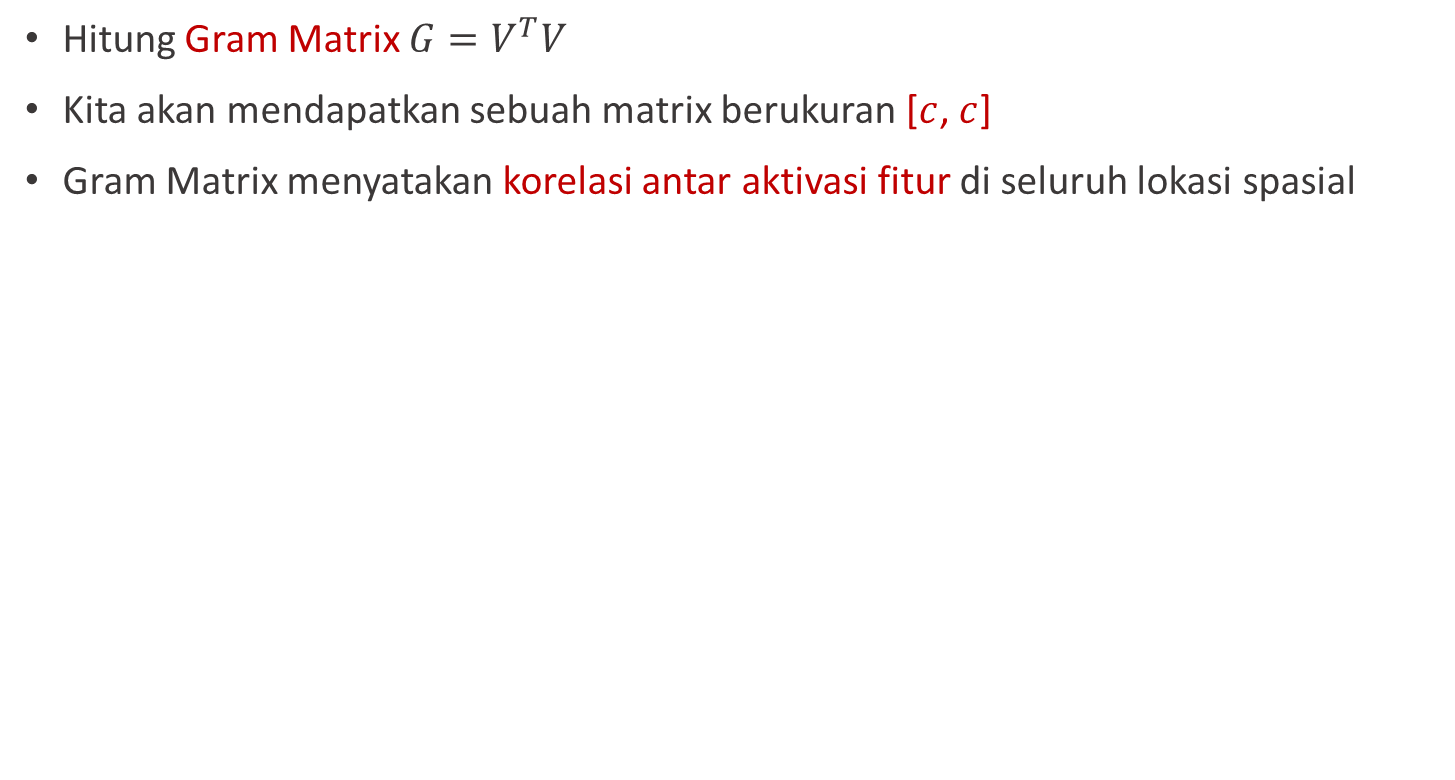 • Hitung Gram Matrix 𝐺 = 𝑉ᵀ𝑉
• Kita akan mendapatkan sebuah matrix berukuran [𝑐, 𝑐]
• Gram Matrix menyatakan korelasi antar aktivasi fitur di seluruh lokasi spasial